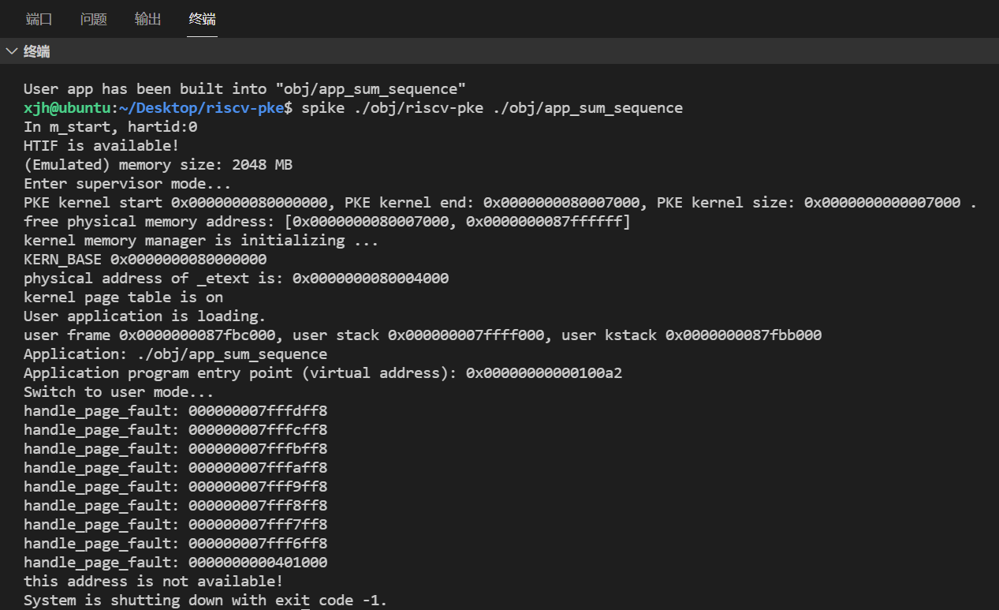 端口 问题 输出 终端
终端
User app has been built into "obj/app_sum_sequence"
xjh@ubuntu:~/Desktop/riscv-pke$ spike ./obj/riscv-pke ./obj/app_sum_sequence
In m_start, hartid:0
HTIF is available!
(Emulated) memory size: 2048 MB
Enter supervisor mode...
PKE kernel start 0x0000000080000000, PKE kernel end: 0x0000000080007000, PKE kernel size: 0x0000000000007000 .
free physical memory address: [0x0000000080007000, 0x0000000087ffffff]
kernel memory manager is initializing ...
KERN_BASE 0x0000000080000000
physical address of _etext is: 0x0000000080004000
kernel page table is on
User application is loading.
user frame 0x0000000087fbc000, user stack 0x000000007ffff000, user kstack 0x0000000087fbb000
Application: ./obj/app_sum_sequence
Application program entry point (virtual address): 0x00000000000100a2
Switch to user mode...
handle_page_fault: 000000007fffdff8
handle_page_fault: 000000007fffcff8
handle_page_fault: 000000007fffbff8
handle_page_fault: 000000007fffaff8
handle_page_fault: 000000007fff9ff8
handle_page_fault: 000000007fff8ff8
handle_page_fault: 000000007fff7ff8
handle_page_fault: 000000007fff6ff8
handle_page_fault: 0000000000401000
this address is not available!
System is shutting down with exit code -1.